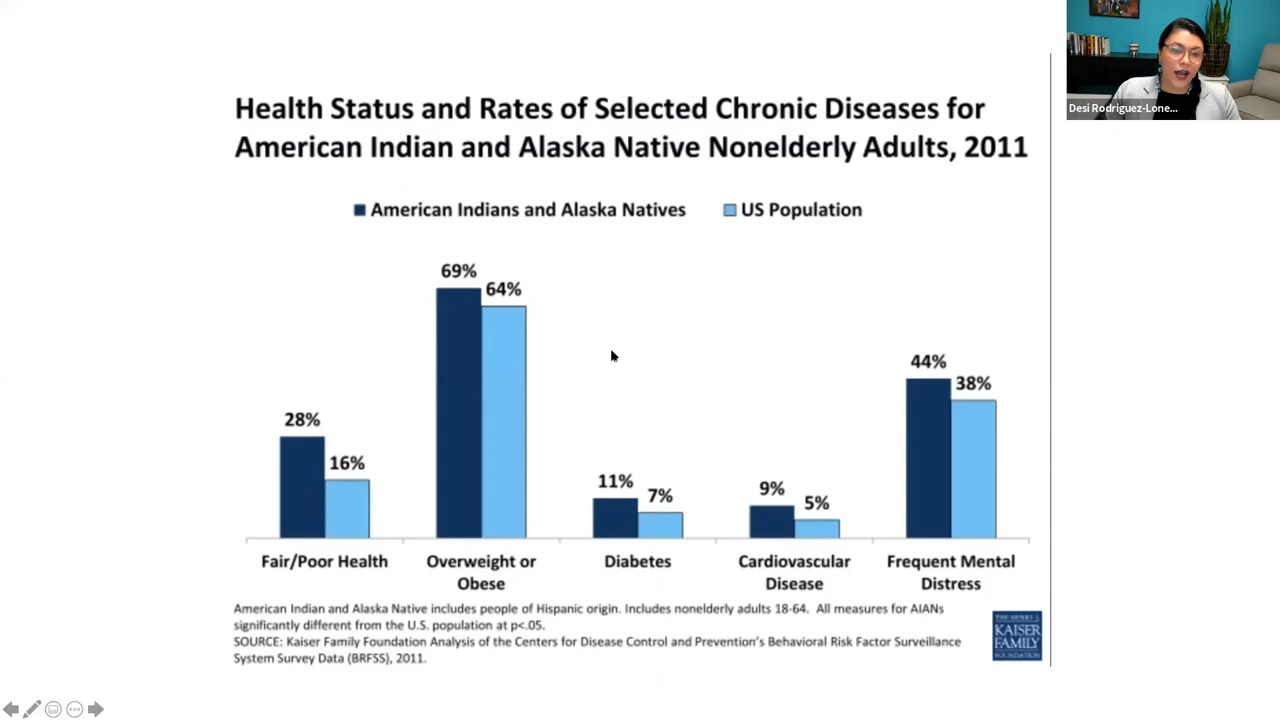 Desi Rodriguez-Lone...
Health Status and Rates of Selected Chronic Diseases for
American Indian and Alaska Native Nonelderly Adults, 2011
American Indians and Alaska Natives US Population
69%
64%
44%
38%
28%
16%
11%
7%
9%
5%
Fair/Poor Health
Overweight or
Obese
Diabetes
Cardiovascular
Disease
Frequent Mental
Distress
American Indian and Alaska Native includes people of Hispanic origin. Includes nonelderly adults 18-64. All measures for AIANs
significantly different from the U.S. population at p<.05.
SOURCE: Kaiser Family Foundation Analysis of the Centers for Disease Control and Prevention's Behavioral Risk Factor Surveillance
System Survey Data (BRFSS), 2011.
THE HENRY J.
KAISER
FAMILY
FOUNDATION